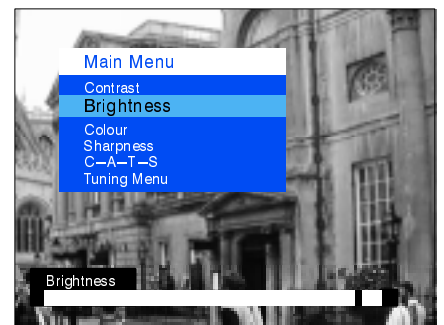 Main Menu
Contrast
Brightness
Colour
Sharpness
C–A–T–S
Tuning Menu
Brightness